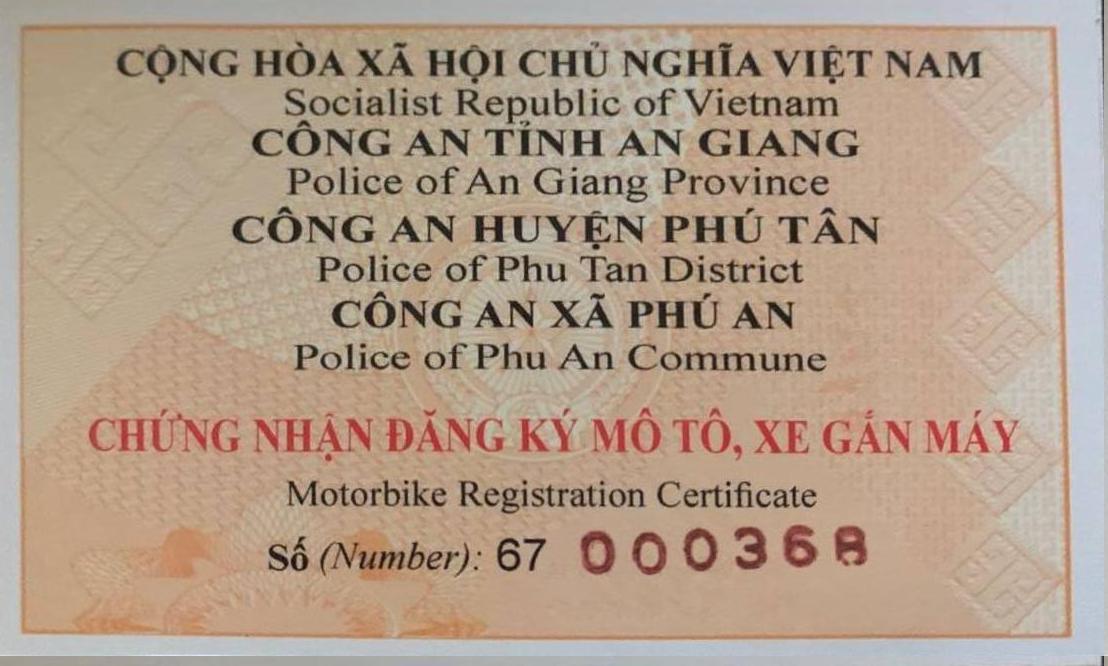 CỘNG HÒA XÃ HỘI CHỦ NGHĨA VIỆT NAM
Socialist Republic of Vietnam
CÔNG AN TỈNH AN GIANG
Police of An Giang Province
CÔNG AN HUYỆN PHÚ TÂN
Police of Phu Tan District
CÔNG AN XÃ PHÚ AN
Police of Phu An Commune
CHỨNG NHẬN ĐĂNG KÝ MÔ TÔ, XE GẮN MÁY
Motorbike Registration Certificate
Số (Number): 67 000368